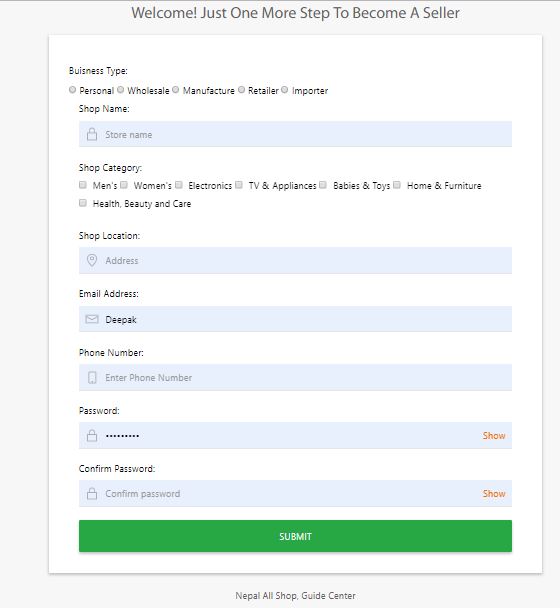 Welcome! Just One More Step To Become A Seller
Buisness Type:
Personal Wholesale Manufacture Retailer Importer
Shop Name:
Store name
Shop Category:
Men's Women's Electronics TV & Appliances Babies & Toys Home & Furniture
Health, Beauty and Care
Shop Location:
Address
Email Address:
Deepak
Phone Number:
Enter Phone Number
Password:
••••••••• Show
Confirm Password:
Confirm password Show
SUBMIT
Nepal All Shop, Guide Center